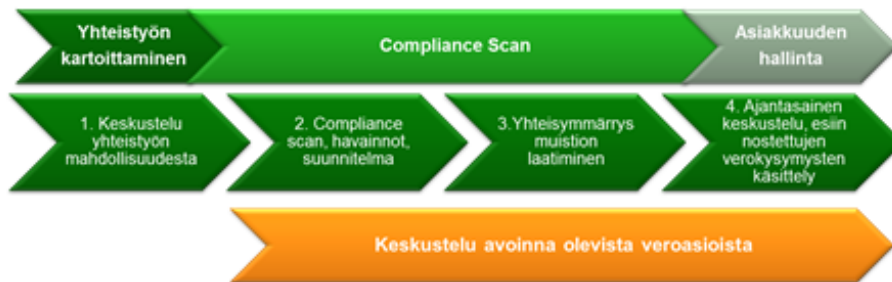 Yhteistyön
kartoittaminen
Compliance Scan
Asiakkuuden
hallinta
1. Keskustelu
yhteistyön
mahdollisuudesta
2. Compliance
scan, havainnot,
suunnitelma
3.Yhteisymmärrys
muistion
laatiminen
4. Ajantasainen
keskustelu, esiin
nostettujen
verokysymysten
käsittely
Keskustelu avoinna olevista veroasioista